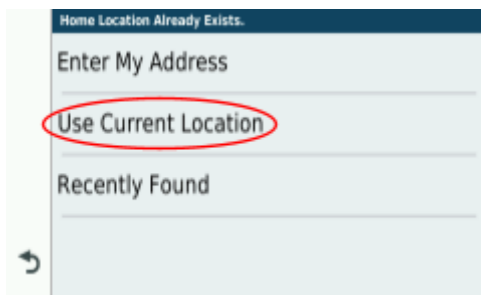 Home Location Already Exists.
Enter My Address
Use Current Location
Recently Found